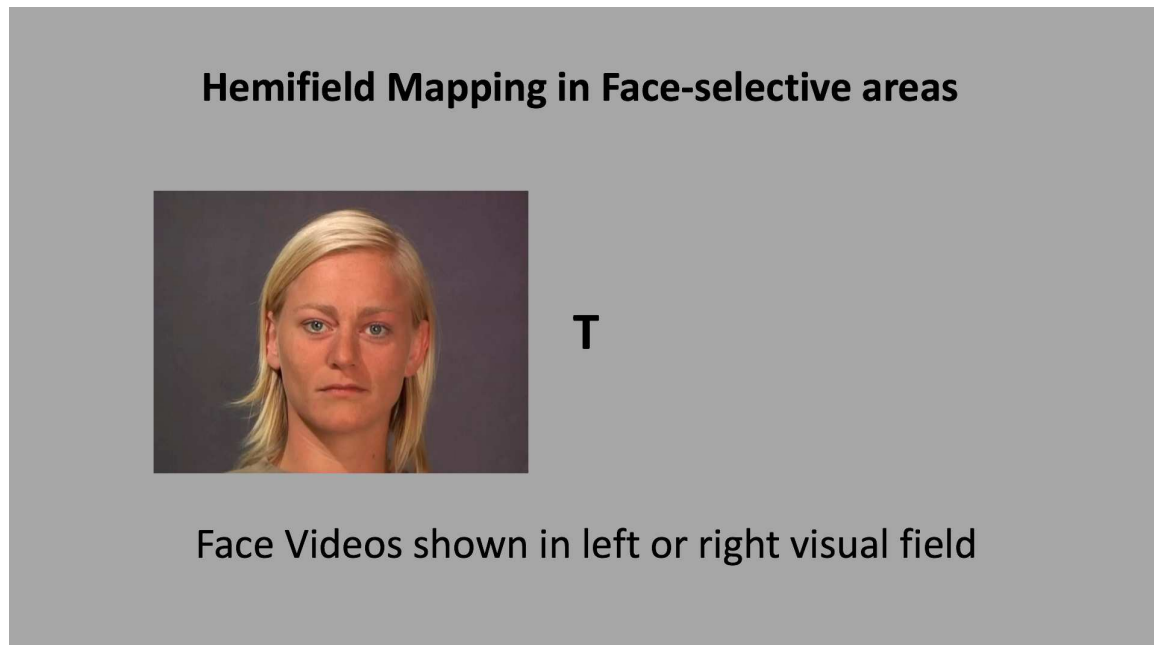 Hemifield Mapping in Face-selective areas
T
Face Videos shown in left or right visual field